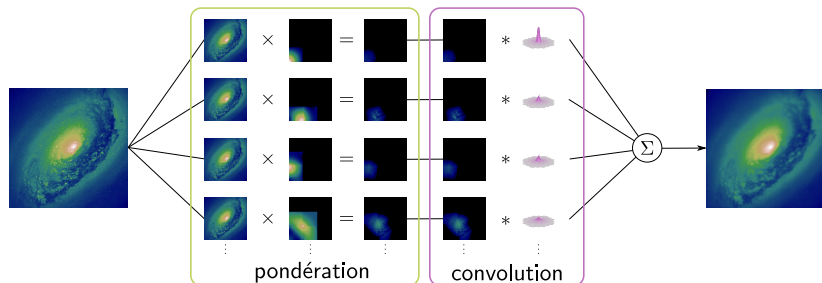 × = *
× = *
× = *
Σ
× = *
pondération
convolution